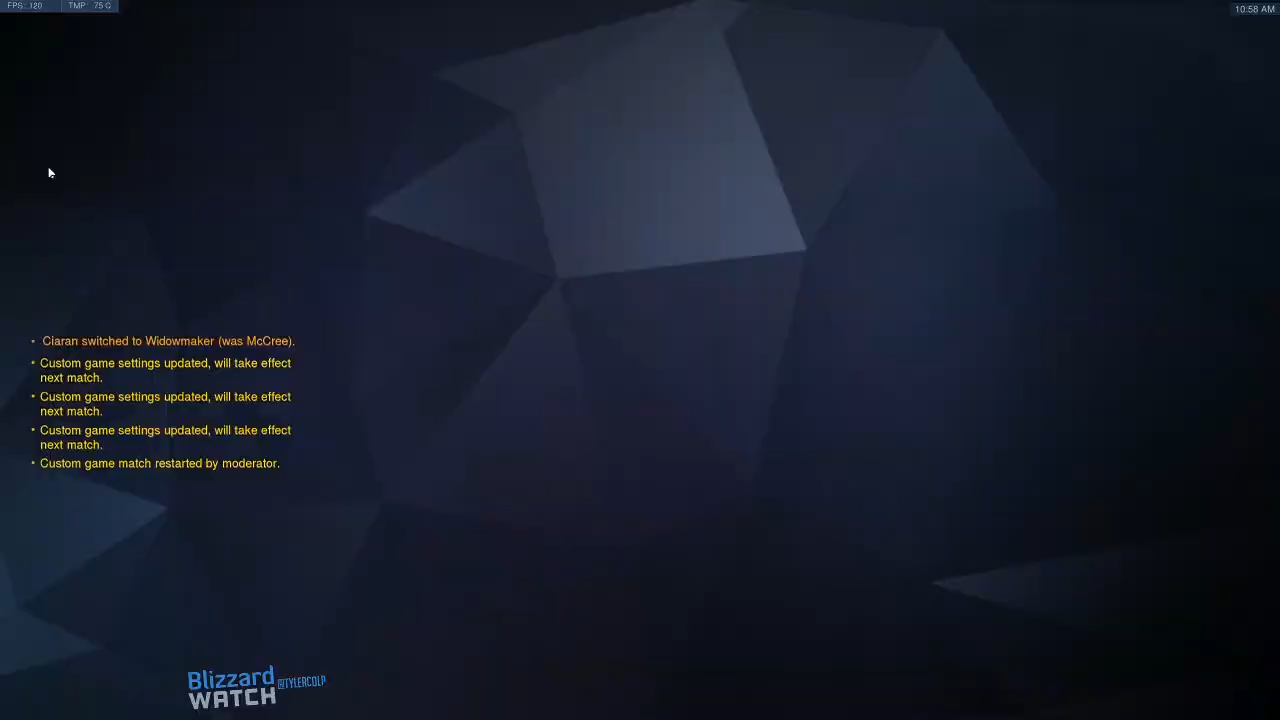 FPS: 120 TMP: 75 C
10:58 AM
Ciaran switched to Widowmaker (was McCree).
Custom game settings updated, will take effect
next match.
Custom game settings updated, will take effect
next match.
Custom game settings updated, will take effect
next match.
Custom game match restarted by moderator.
Blizzard
WATCH
@TYLERCOLP